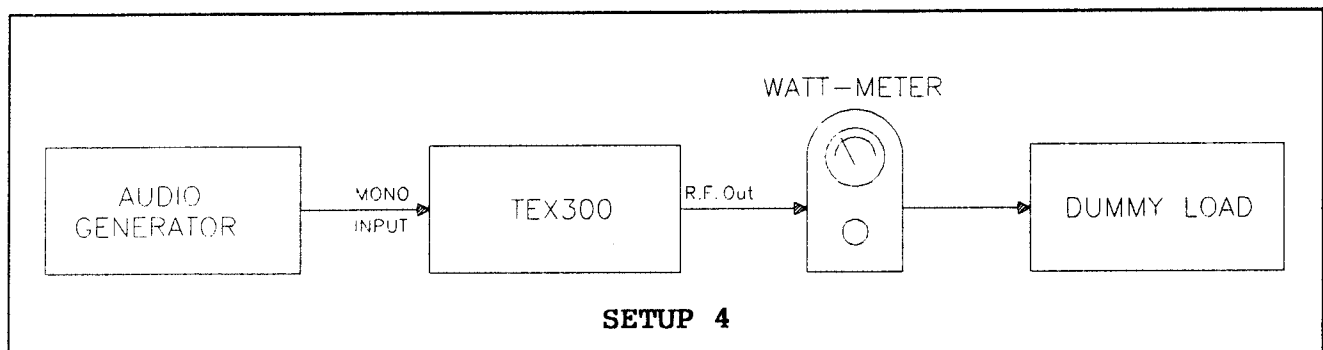 WATT-METER
AUDIO
GENERATOR
MONO
INPUT
TEX300
R.F. Out
DUMMY LOAD
SETUP 4